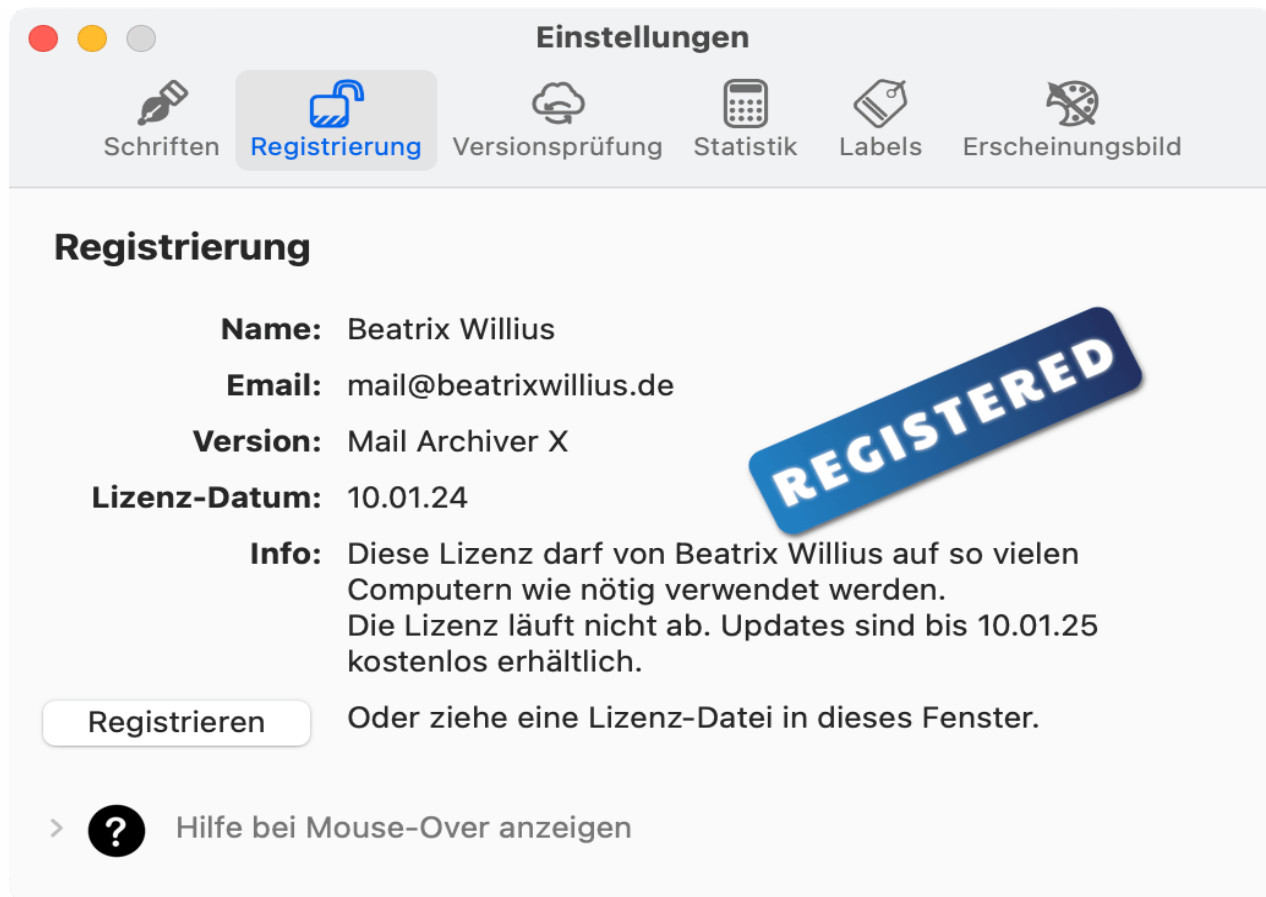 Einstellungen
Schriften Registrierung Versionsprüfung Statistik Labels Erscheinungsbild
Registrierung
Name: Beatrix Willius
Email: mail@beatrixwillius.de
Version: Mail Archiver X
Lizenz-Datum: 10.01.24
REGISTERED
Info: Diese Lizenz darf von Beatrix Willius auf so vielen
Computern wie nötig verwendet werden.
Die Lizenz läuft nicht ab. Updates sind bis 10.01.25
kostenlos erhältlich.
Registrieren Oder ziehe eine Lizenz-Datei in dieses Fenster.
? Hilfe bei Mouse-Over anzeigen